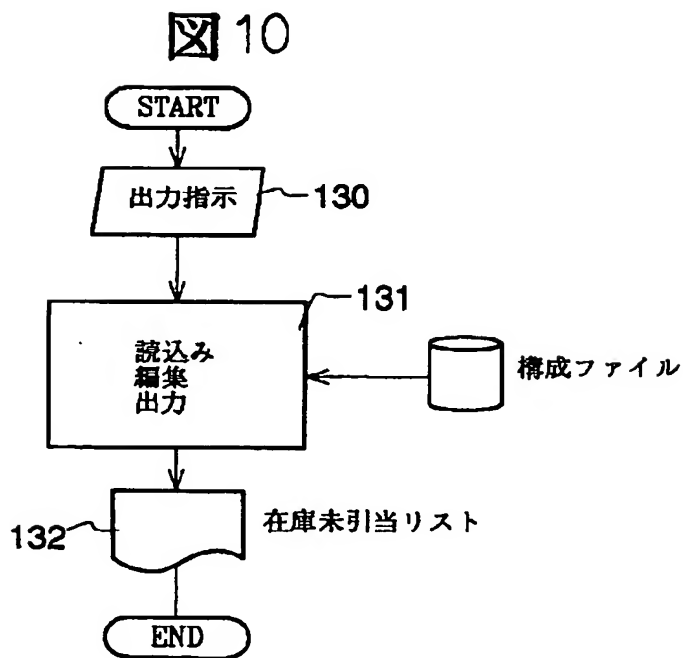 図10
START
出力指示
130
131
読込み
編集
出力
構成ファイル
132
在庫未引当リスト
END